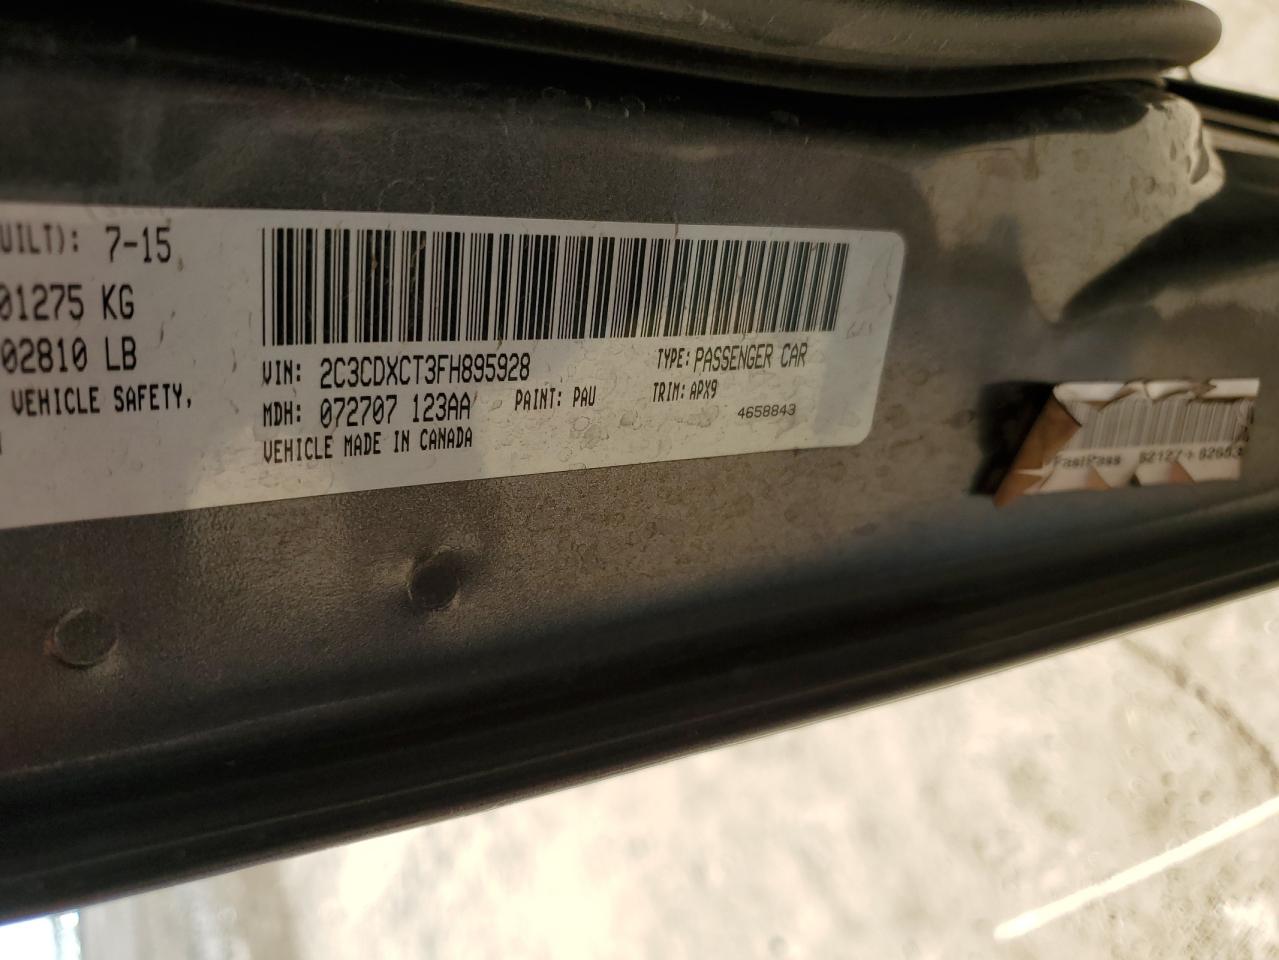 UILT): 7-15
01275 KG
02810 LB
VEHICLE SAFETY,
VIN: 2C3CDXCT3FH895928 TYPE: PASSENGER CAR
MDH: 072707 123AA PAINT: PAU TRIM: APX9
VEHICLE MADE IN CANADA 4658843
FastPass